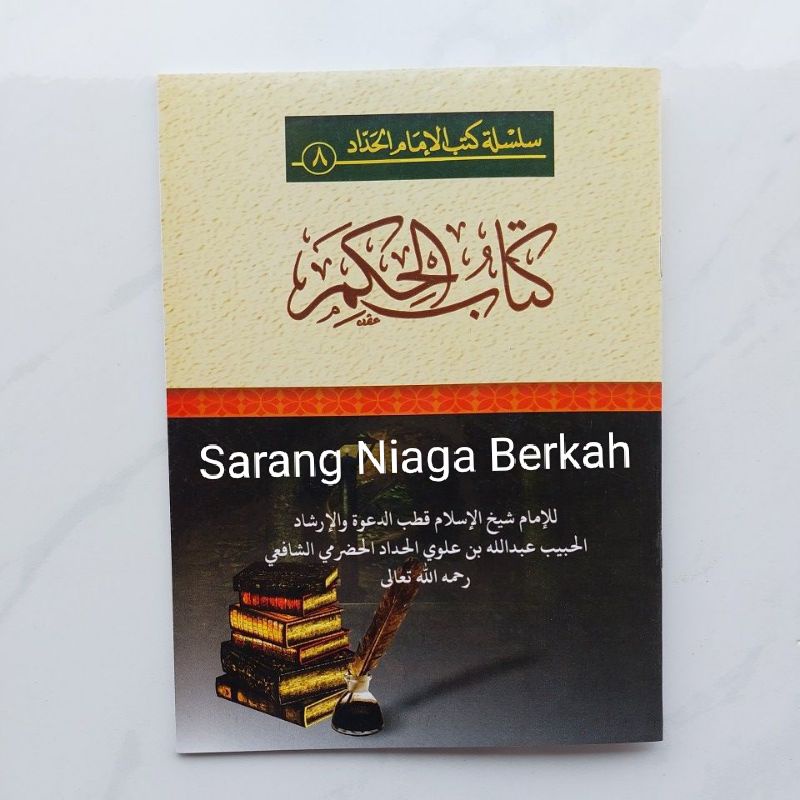 سلسلة كتب الإمام الحداد
٨
كتاب الحكم
Sarang Niaga Berkah
للإمام شيخ الإسلام قطب الدعوة والإرشاد
الحبيب عبدالله بن علوي الحداد الحضرمي الشافعي
رحمه الله تعالى